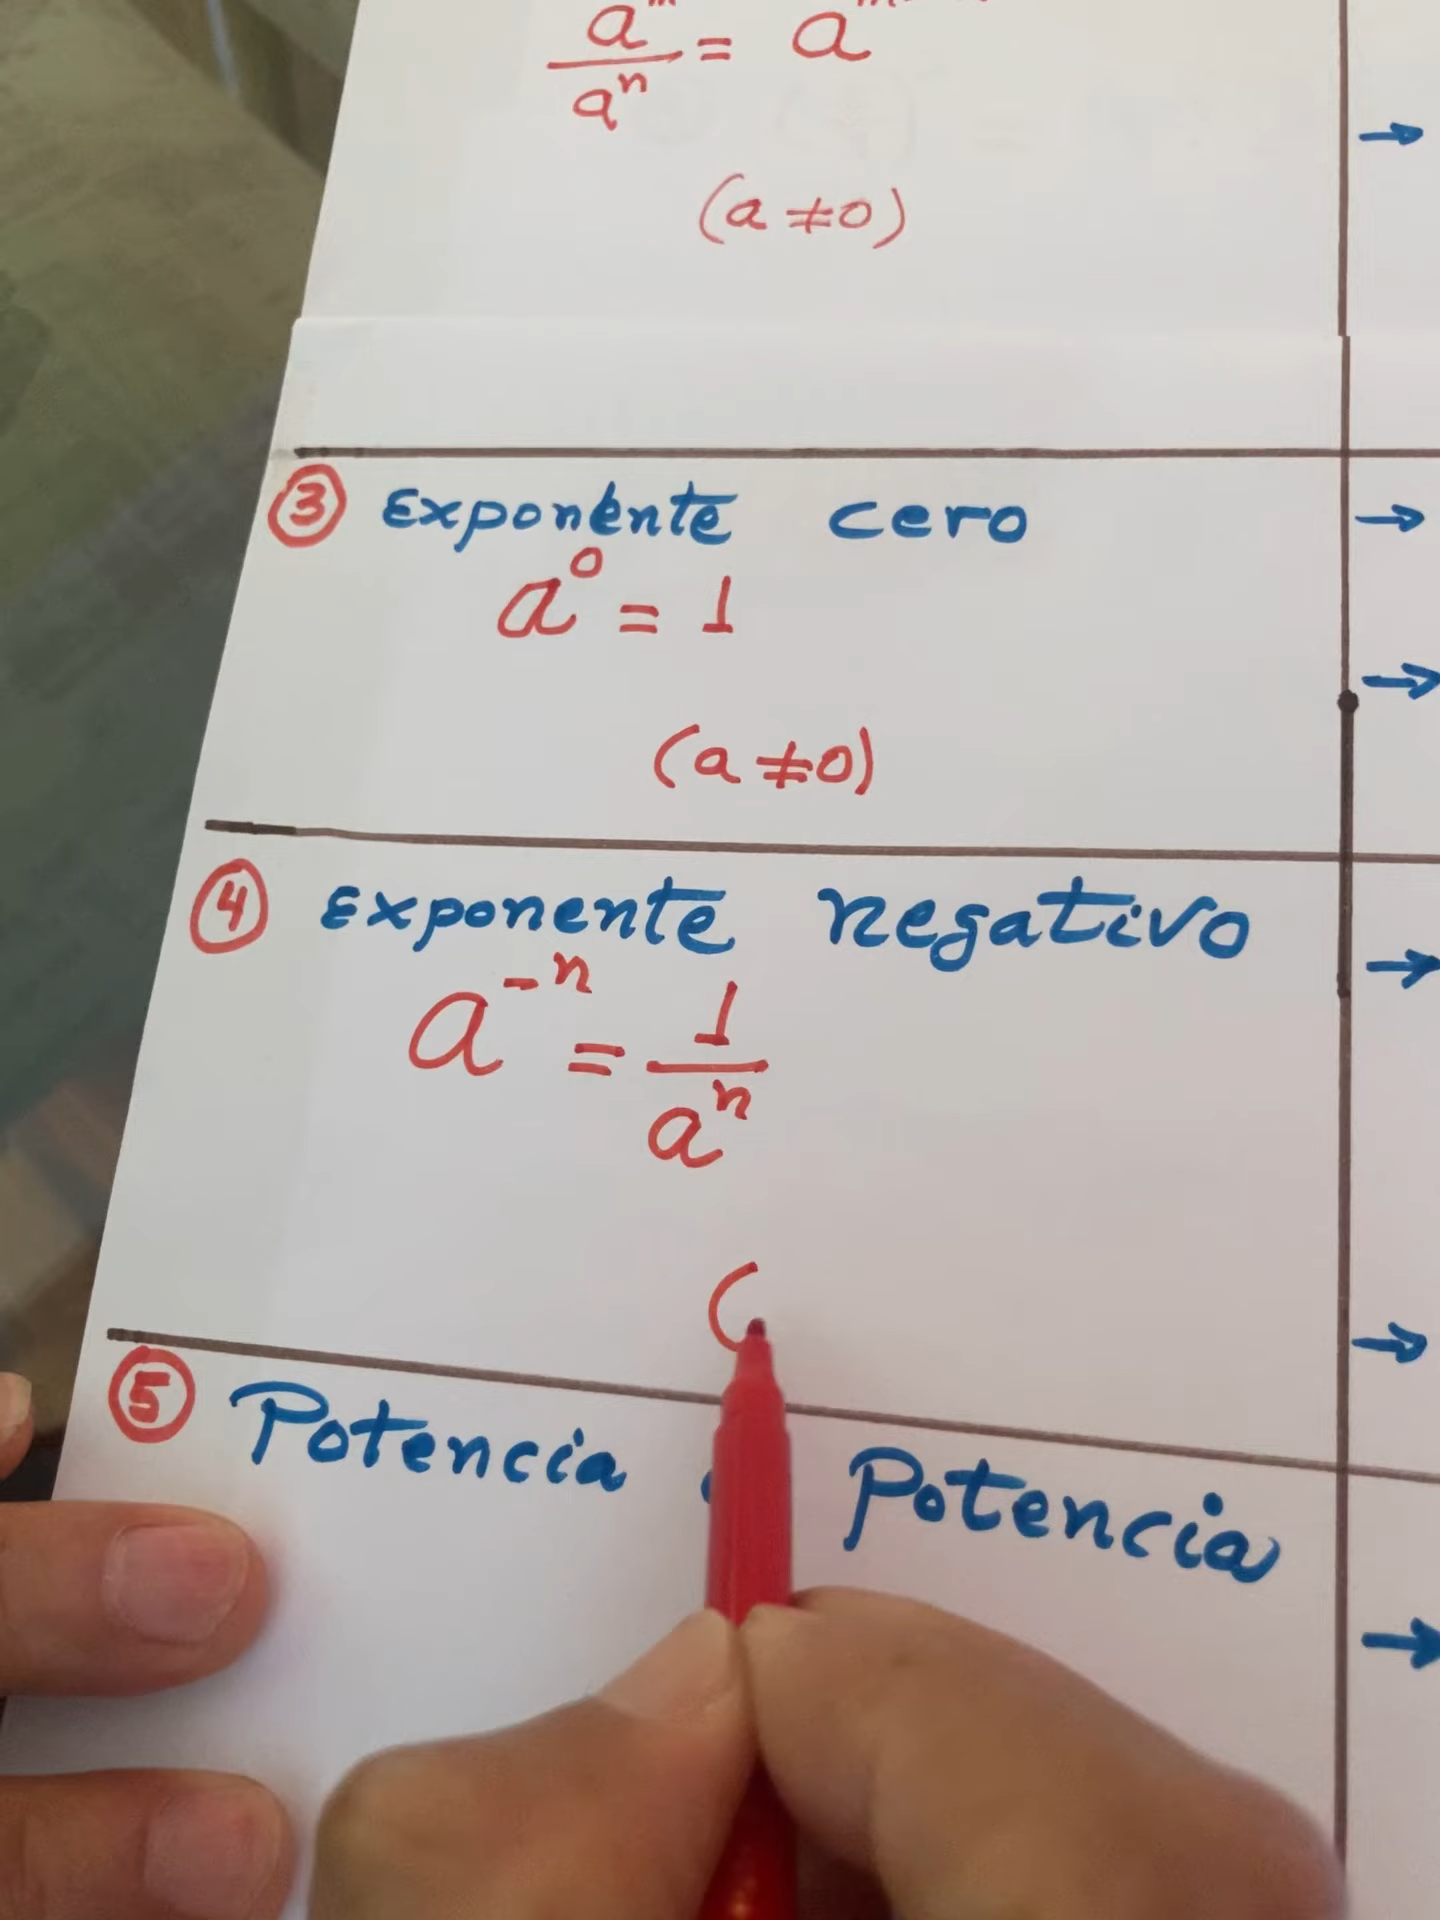 a^m/a^n = a
(a ≠ 0)
③ Exponente cero
a⁰ = 1
(a ≠ 0)
④ Exponente negativo
a⁻ⁿ = 1/aⁿ
(
⑤ Potencia Potencia